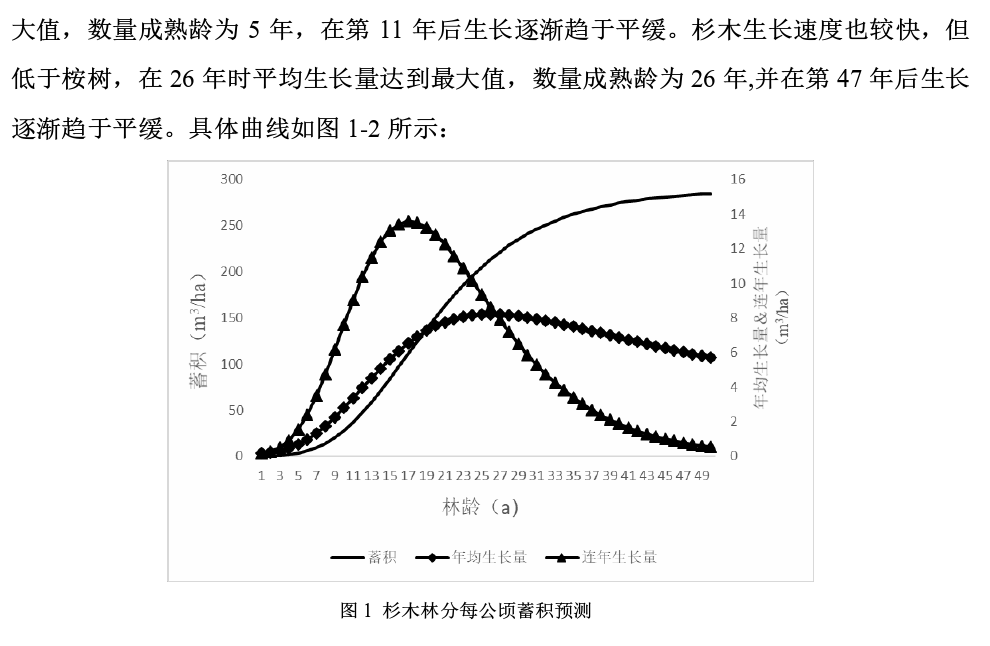 大值，数量成熟龄为 5 年，在第 11 年后生长逐渐趋于平缓。杉木生长速度也较快，但
低于桉树，在 26 年时平均生长量达到最大值，数量成熟龄为 26 年,并在第 47 年后生长
逐渐趋于平缓。具体曲线如图 1-2 所示：
300
250
200
150
100
50
0
蓄积（m³/ha）
16
14
12
10
8
6
4
2
0
年均生长量＆连年生长量
（m³/ha）
1 3 5 7 9 11 13 15 17 19 21 23 25 27 29 31 33 35 37 39 41 43 45 47 49
林龄（a）
蓄积 年均生长量 连年生长量
图 1 杉木林分每公顷蓄积预测